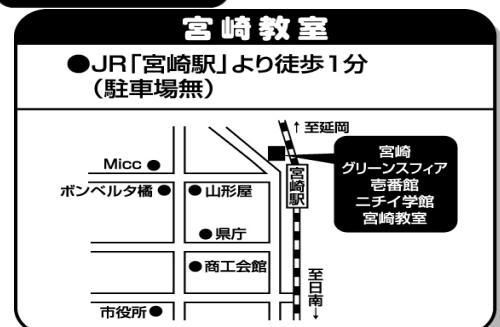 宮崎教室
●JR「宮崎駅」より徒歩1分
（駐車場無）
↑至延岡
宮崎
グリーンスフィア
壱番館
ニチイ学館
宮崎教室
Micc●
宮崎駅
ボンベルタ橘●
●山形屋
●県庁
●商工会館
至日南↓
市役所●